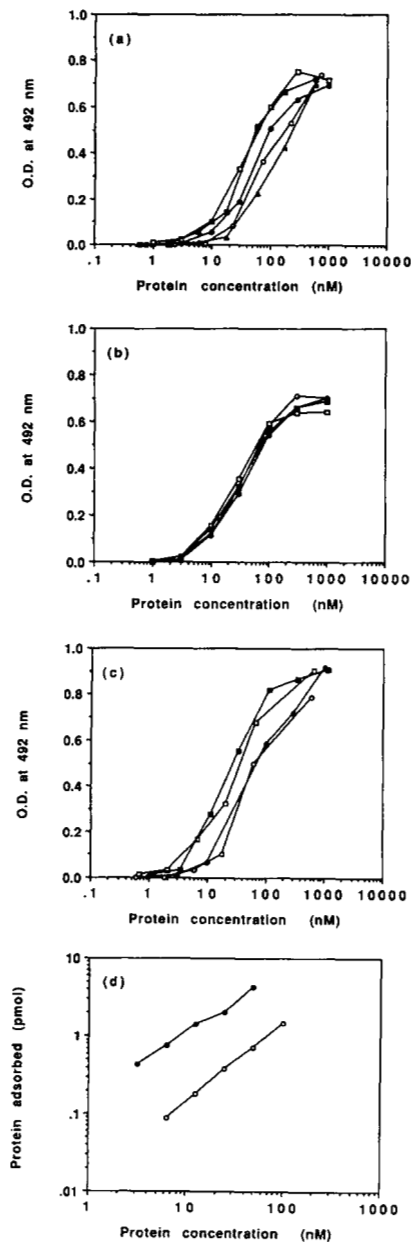 (a)
O.D. at 492 nm
1.0
0.8
0.6
0.4
0.2
0.0
.1 1 10 100 1000 10000
Protein concentration (nM)
(b)
O.D. at 492 nm
1.0
0.8
0.6
0.4
0.2
0.0
.1 1 10 100 1000 10000
Protein concentration (nM)
(c)
O.D. at 492 nm
1.0
0.8
0.6
0.4
0.2
0.0
.1 1 10 100 1000 10000
Protein concentration (nM)
(d)
Protein adsorbed (pmol)
10
1
.1
.01
1 10 100 1000
Protein concentration (nM)